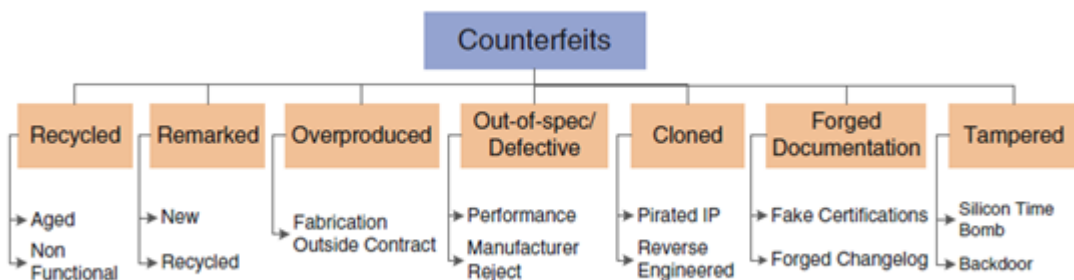 Counterfeits
Recycled
Remarked
Overproduced
Out-of-spec/
Defective
Cloned
Forged
Documentation
Tampered
Aged
Non
Functional
New
Recycled
Fabrication
Outside Contract
Performance
Manufacturer
Reject
Pirated IP
Reverse
Engineered
Fake Certifications
Forged Changelog
Silicon Time
Bomb
Backdoor